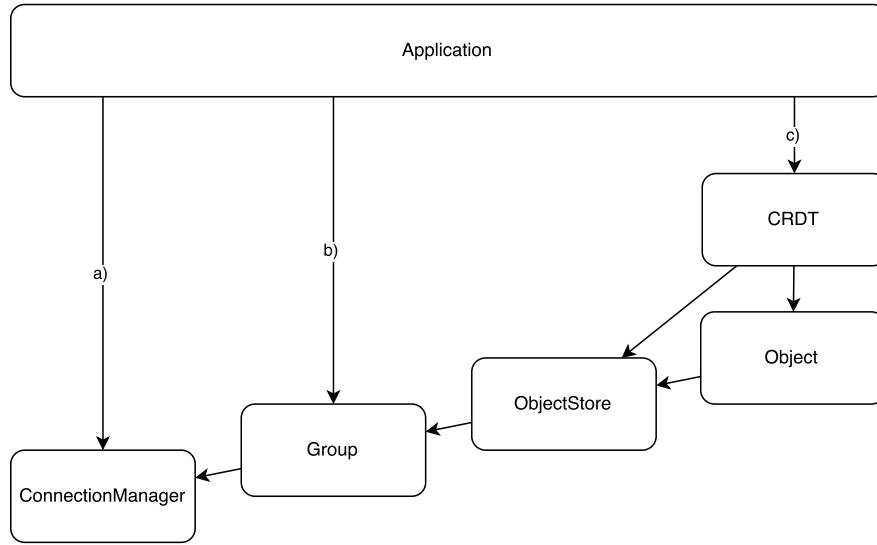 Application
c)
CRDT
b)
a)
Object
ObjectStore
Group
ConnectionManager